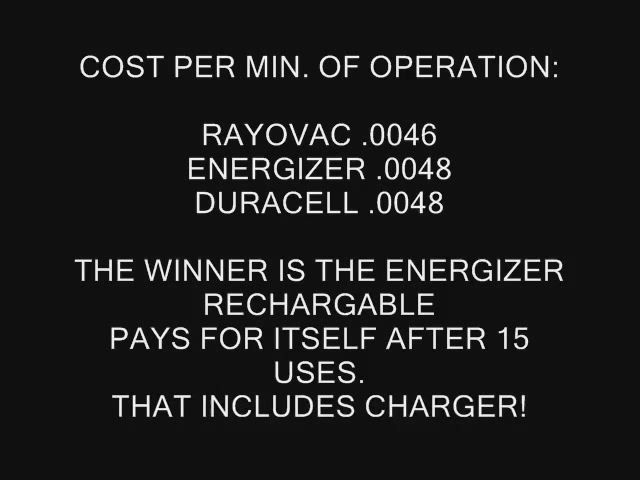 COST PER MIN. OF OPERATION:
RAYOVAC .0046
ENERGIZER .0048
DURACELL .0048
THE WINNER IS THE ENERGIZER
RECHARGABLE
PAYS FOR ITSELF AFTER 15
USES.
THAT INCLUDES CHARGER!